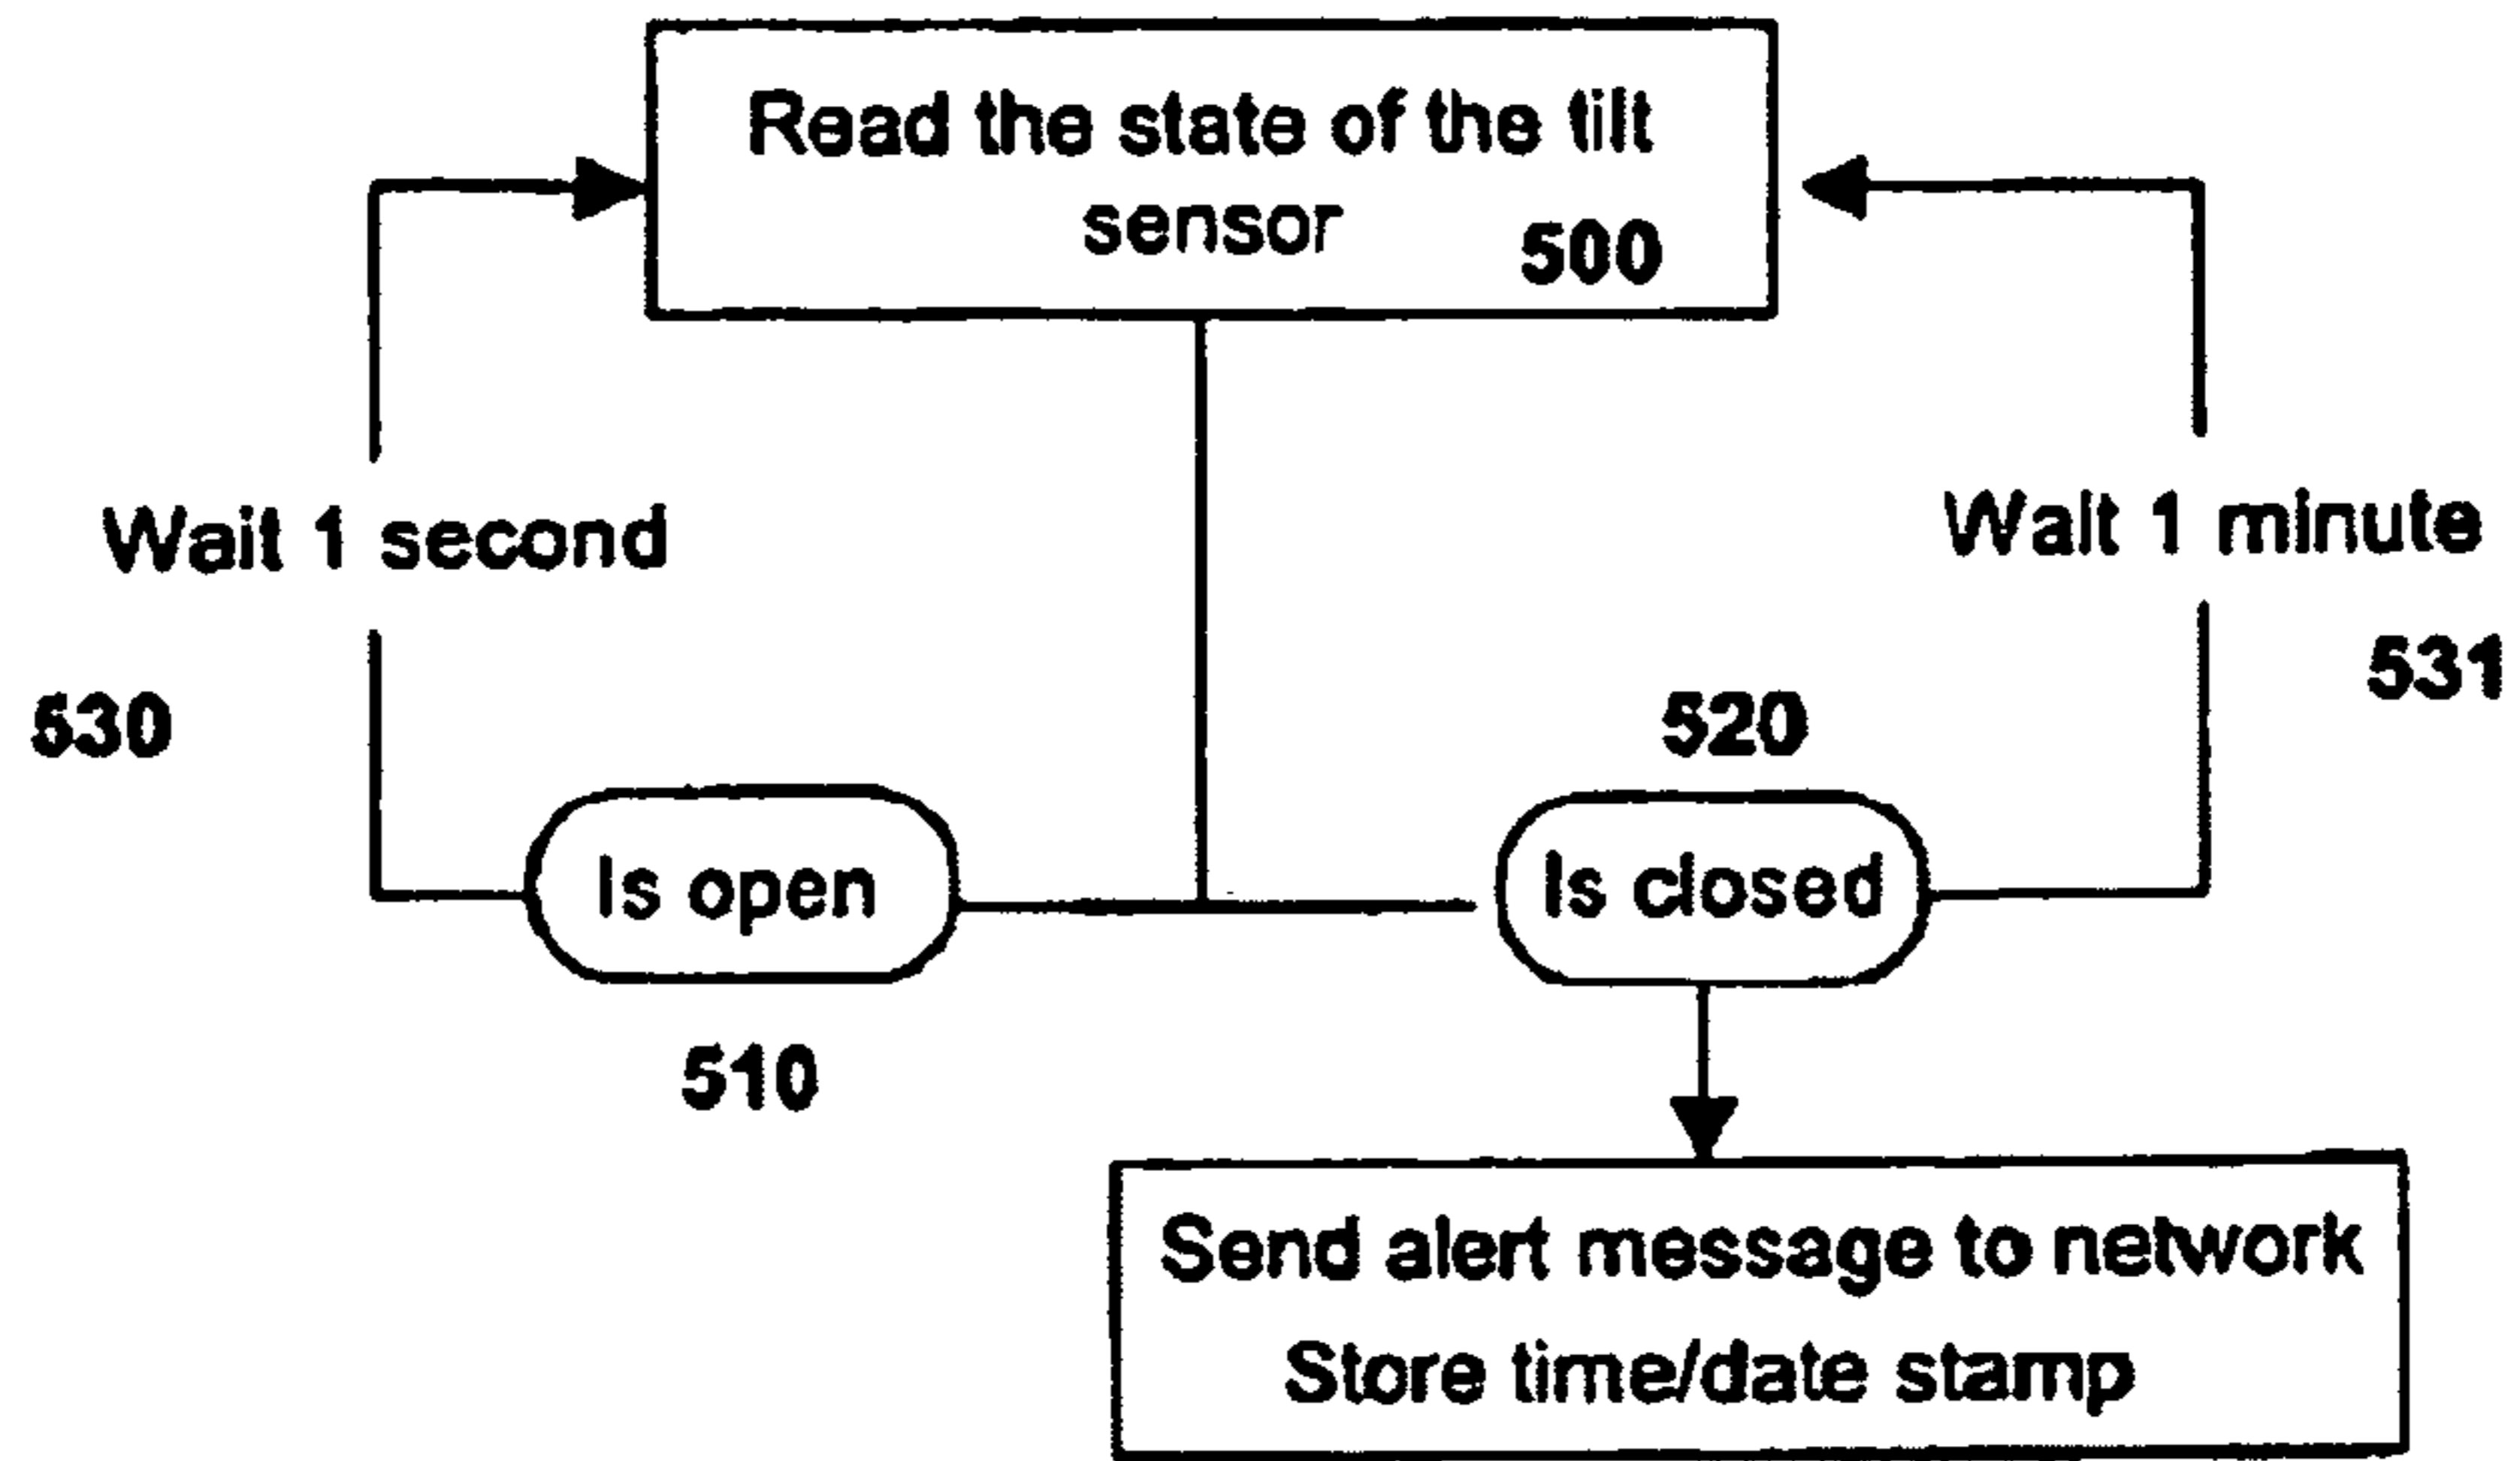 Read the state of the tilt
sensor
500
Wait 1 second
Wait 1 minute
530
520
531
Is open
Is closed
510
Send alert message to network
Store time/date stamp